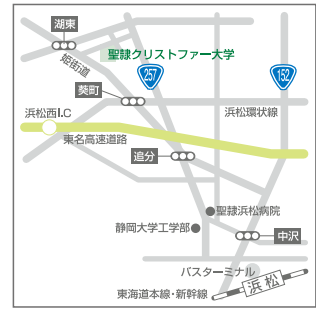 湖東
姫街道
聖隷クリストファー大学
257
152
葵町
浜松西I.C
浜松環状線
東名高速道路
追分
聖隷浜松病院
静岡大学工学部
中沢
バスターミナル
浜松
東海道本線・新幹線